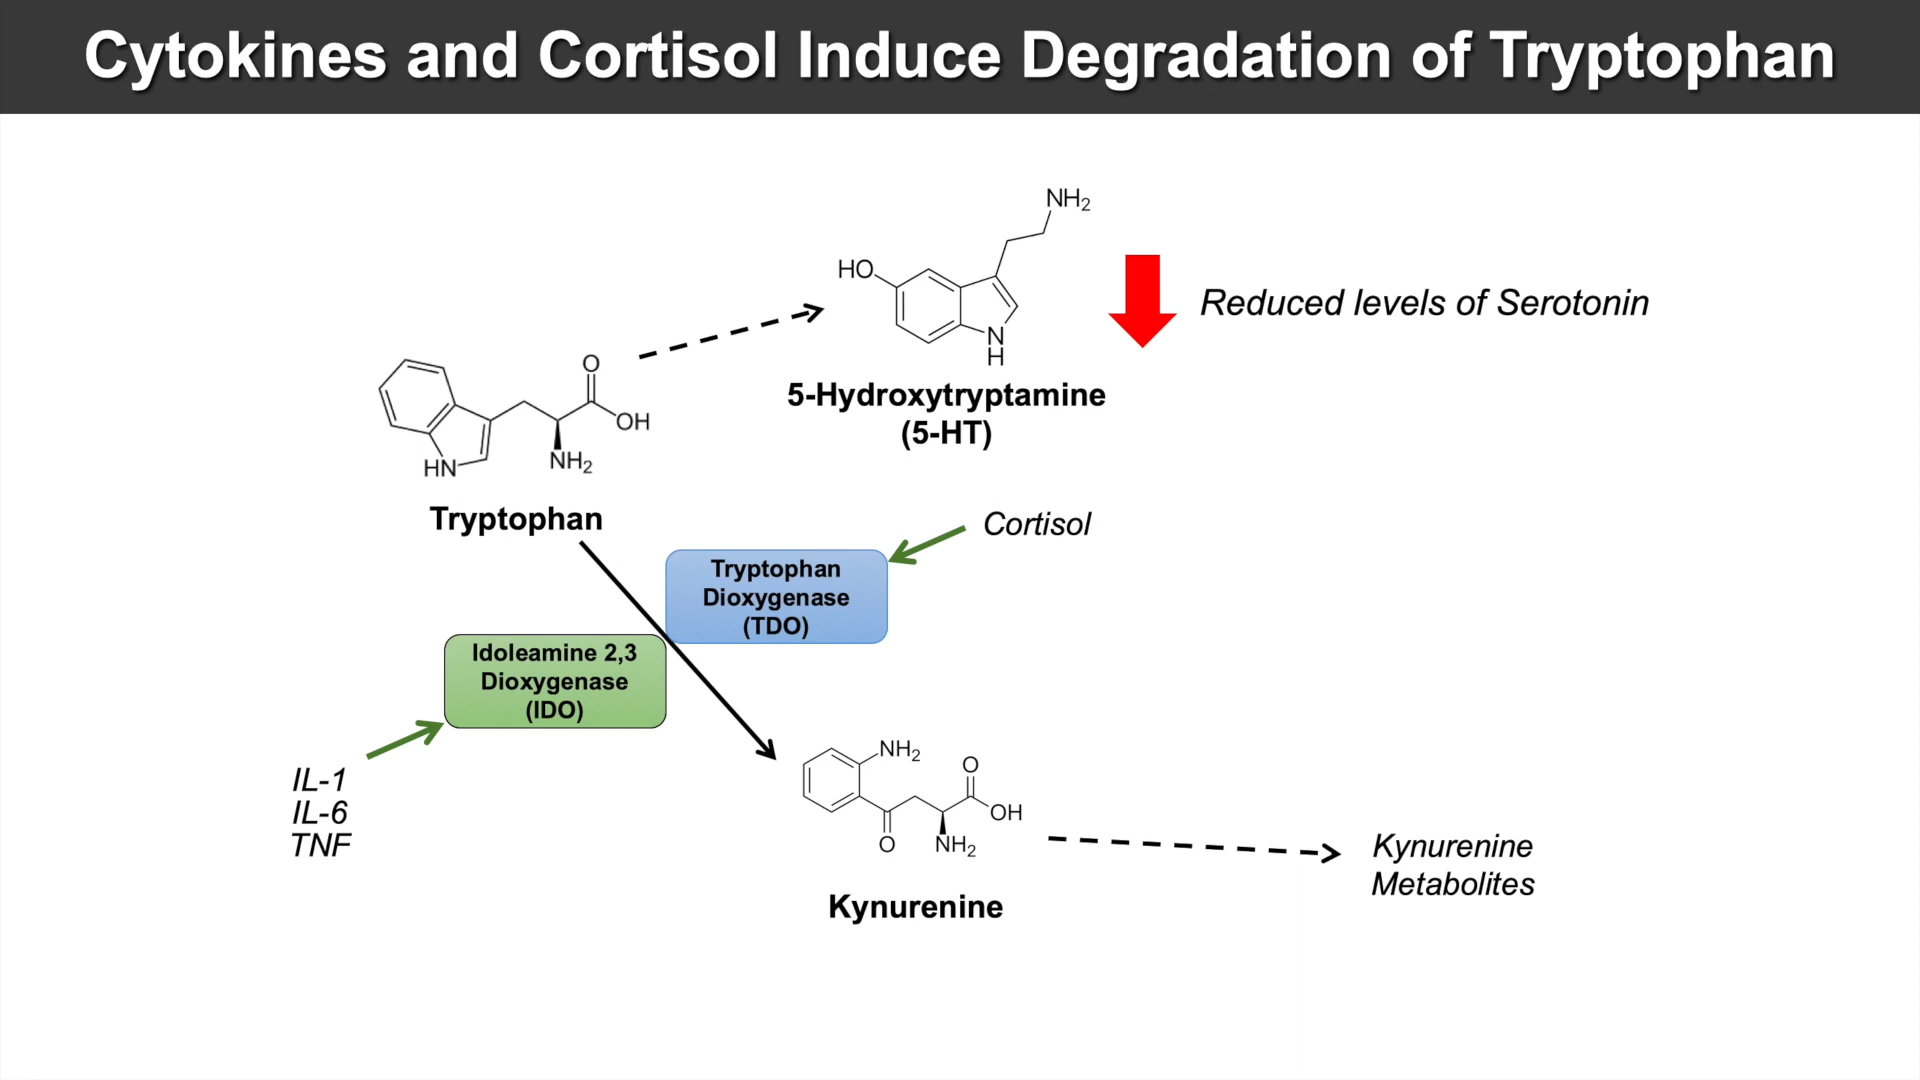 Cytokines and Cortisol Induce Degradation of Tryptophan
NH2
HO
N
H
Reduced levels of Serotonin
5-Hydroxytryptamine
(5-HT)
O
OH
NH2
HN
Tryptophan
Cortisol
Tryptophan
Dioxygenase
(TDO)
Idoleamine 2,3
Dioxygenase
(IDO)
IL-1
IL-6
TNF
NH2
O
OH
O
NH2
Kynurenine
Metabolites
Kynurenine